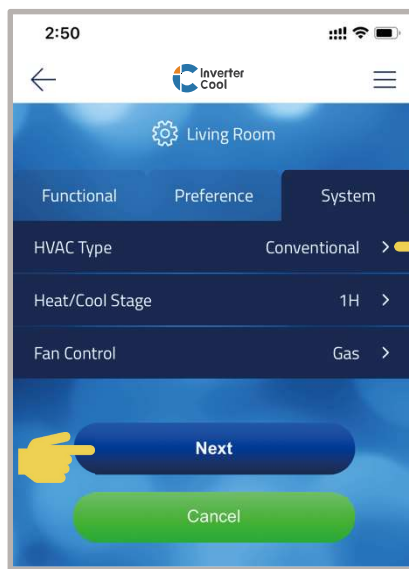 2:50
Inverter
Cool
Living Room
Functional Preference System
HVAC Type Conventional >
Heat/Cool Stage 1H >
Fan Control Gas >
Next
Cancel